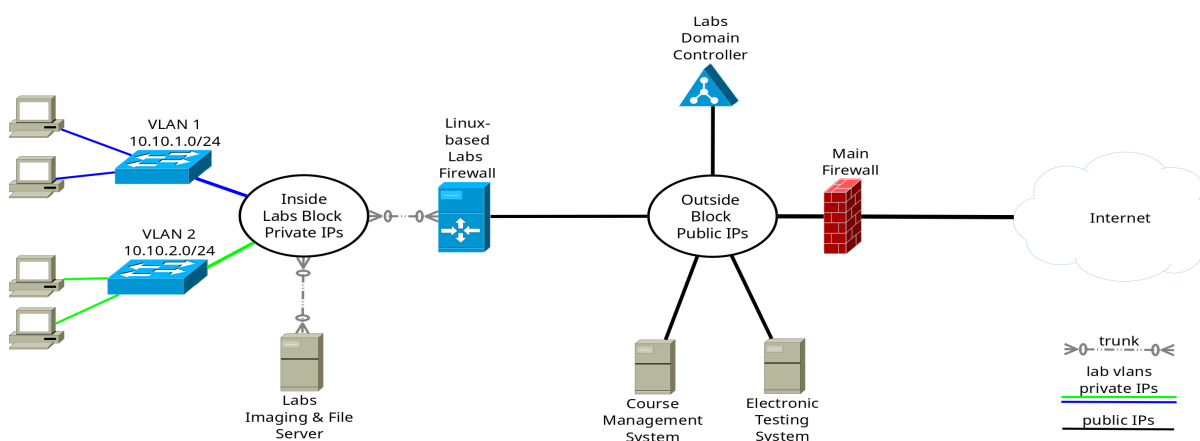 Labs
Domain
Controller
VLAN 1
10.10.1.0/24
Linux-
based
Labs
Firewall
Main
Firewall
Inside
Labs Block
Private IPs
Outside
Block
Public IPs
Internet
VLAN 2
10.10.2.0/24
trunk
lab vlans
private IPs
public IPs
Labs
Imaging & File
Server
Course
Management
System
Electronic
Testing
System